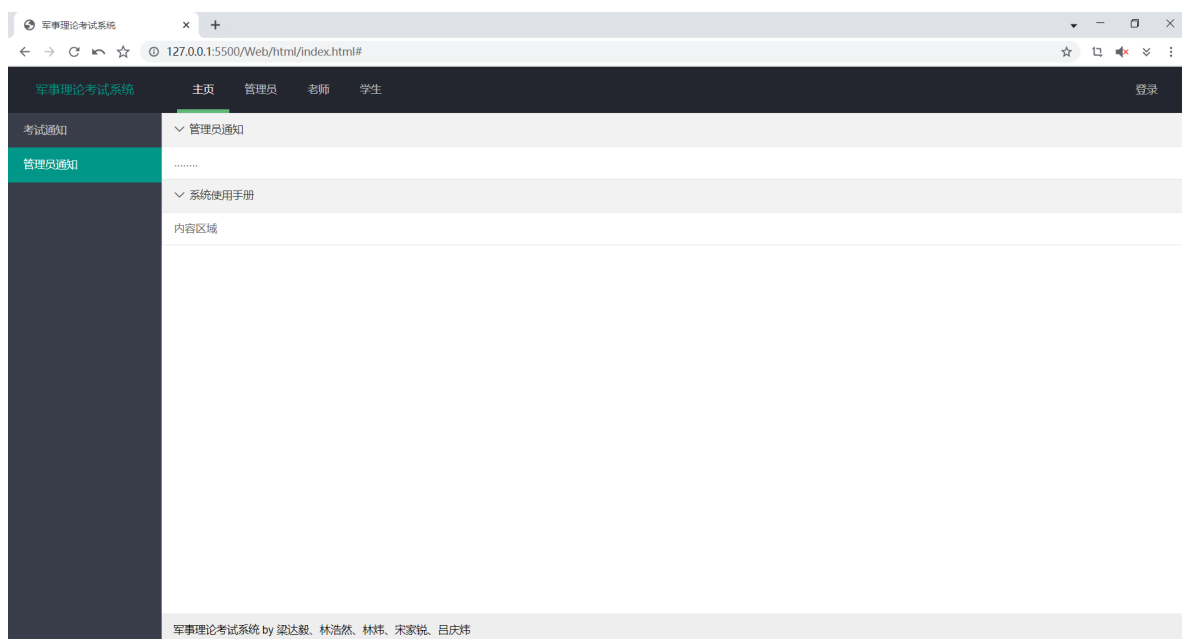 军事理论考试系统
127.0.0.1:5500/Web/html/index.html#
军事理论考试系统 主页 管理员 老师 学生 登录
考试通知
管理员通知
管理员通知
........
系统使用手册
内容区域
军事理论考试系统 by 梁达毅、林浩然、林炜、宋家锐、吕庆炜